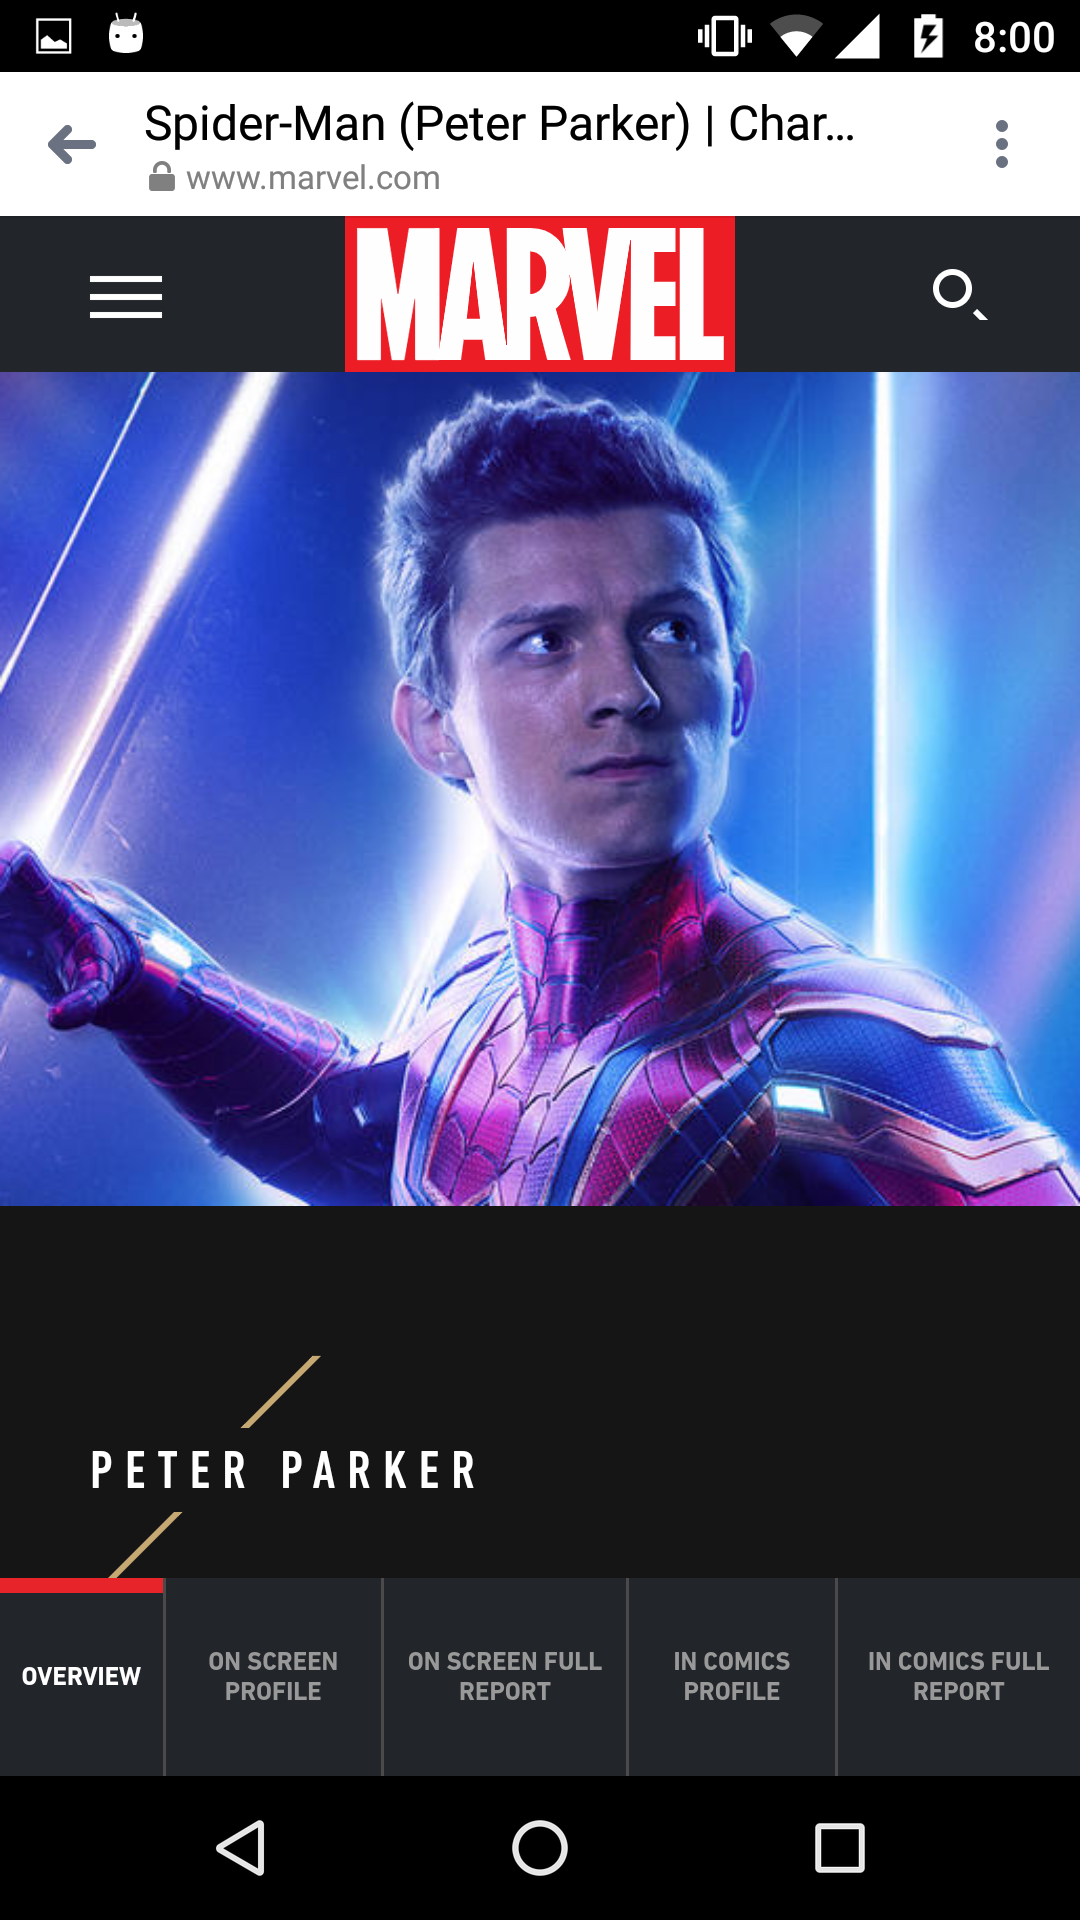 8:00
Spider-Man (Peter Parker) | Char...
www.marvel.com
MARVEL
PETER PARKER
OVERVIEW
ON SCREEN
PROFILE
ON SCREEN FULL
REPORT
IN COMICS
PROFILE
IN COMICS FULL
REPORT